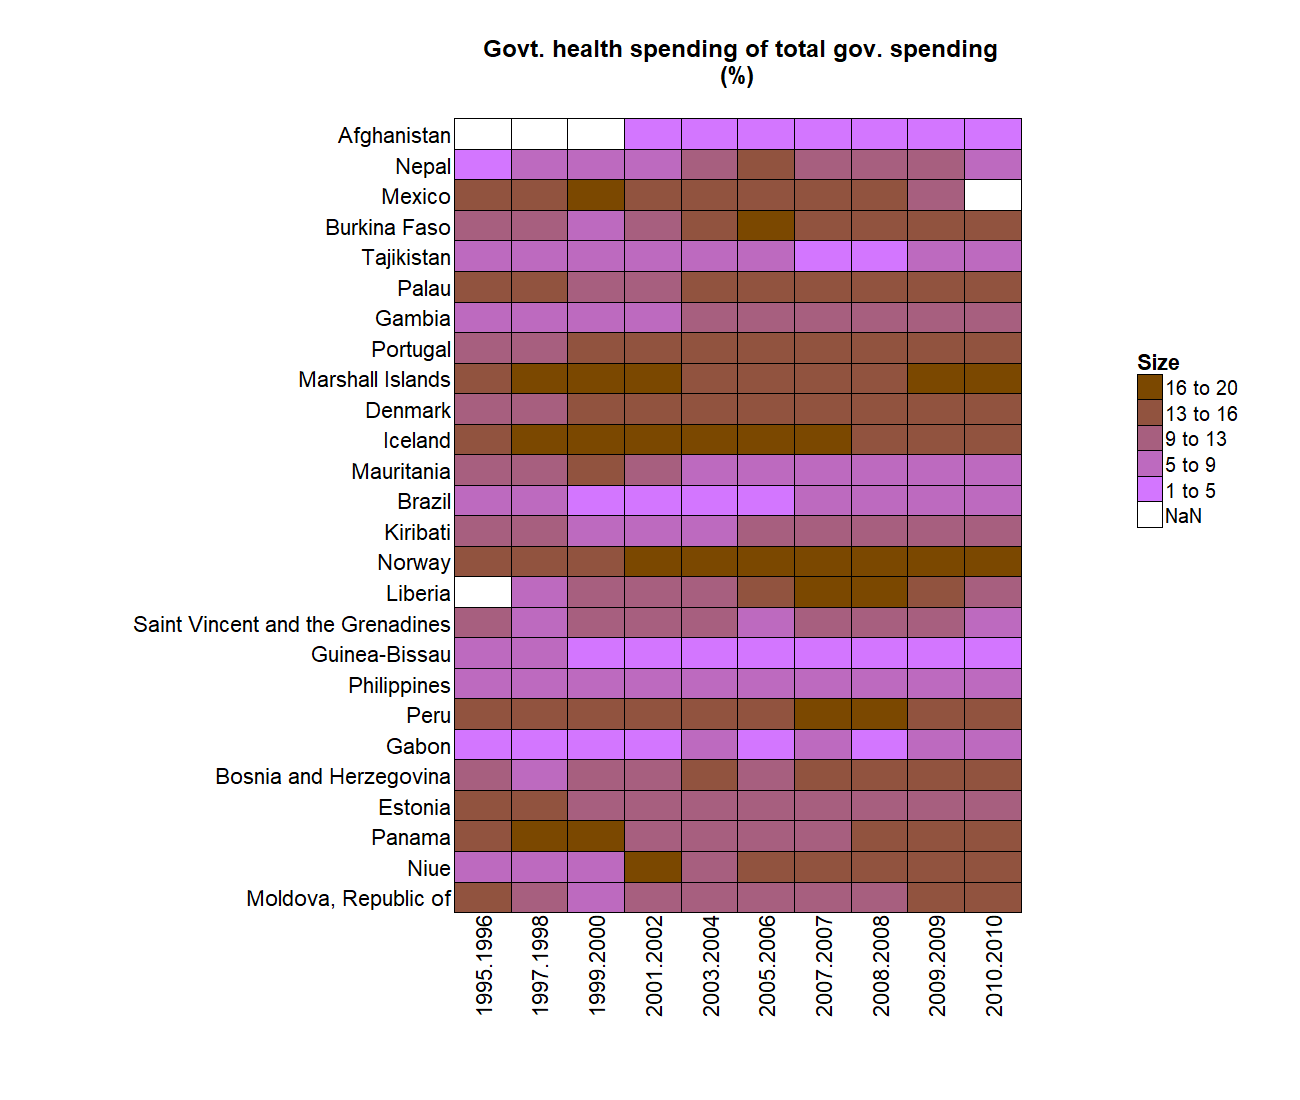 Govt. health spending of total gov. spending
(%)
Afghanistan
Nepal
Mexico
Burkina Faso
Tajikistan
Palau
Gambia
Portugal
Marshall Islands
Denmark
Iceland
Mauritania
Brazil
Kiribati
Norway
Liberia
Saint Vincent and the Grenadines
Guinea-Bissau
Philippines
Peru
Gabon
Bosnia and Herzegovina
Estonia
Panama
Niue
Moldova, Republic of
1995.1996
1997.1998
1999.2000
2001.2002
2003.2004
2005.2006
2007.2007
2008.2008
2009.2009
2010.2010
Size
16 to 20
13 to 16
9 to 13
5 to 9
1 to 5
NaN